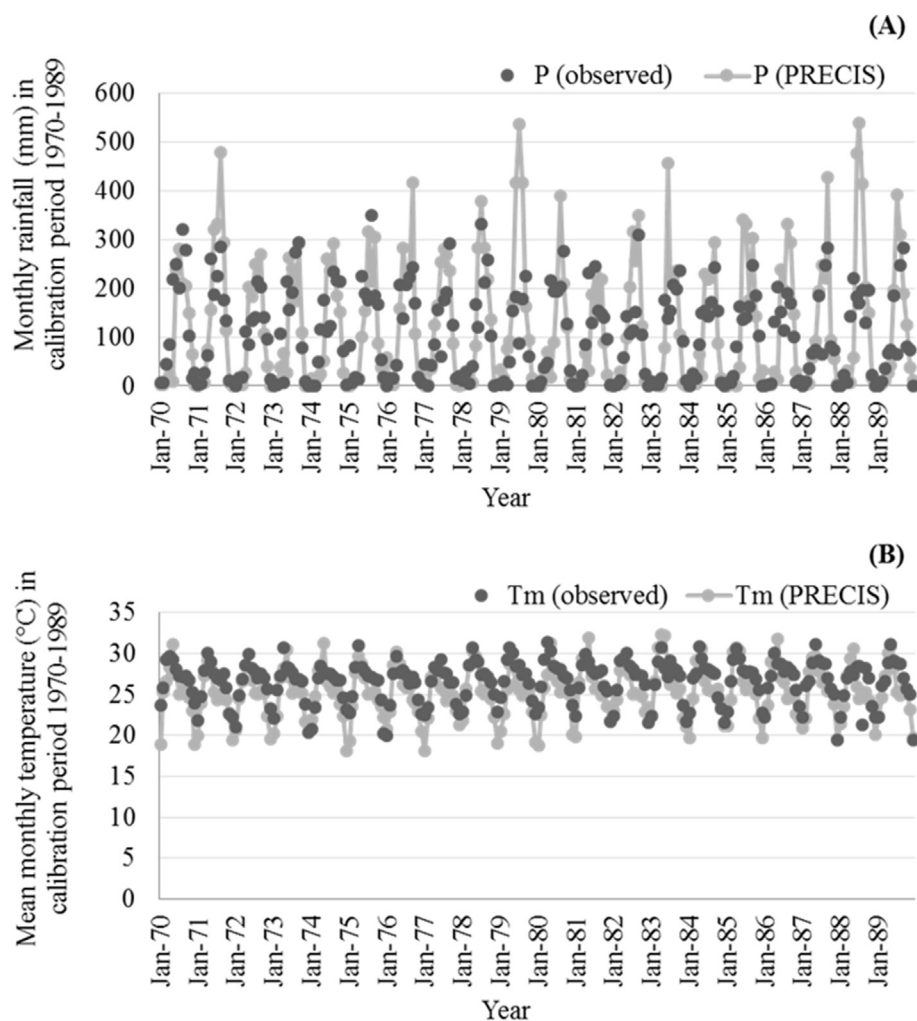 (A)
P (observed) P (PRECIS)
Monthly rainfall (mm) in
calibration period 1970-1989
600
500
400
300
200
100
0
Jan-70
Jan-71
Jan-72
Jan-73
Jan-74
Jan-75
Jan-76
Jan-77
Jan-78
Jan-79
Jan-80
Jan-81
Jan-82
Jan-83
Jan-84
Jan-85
Jan-86
Jan-87
Jan-88
Jan-89
Year
(B)
Tm (observed) Tm (PRECIS)
Mean monthly temperature (°C) in
calibration period 1970-1989
35
30
25
20
15
10
5
0
Jan-70
Jan-71
Jan-72
Jan-73
Jan-74
Jan-75
Jan-76
Jan-77
Jan-78
Jan-79
Jan-80
Jan-81
Jan-82
Jan-83
Jan-84
Jan-85
Jan-86
Jan-87
Jan-88
Jan-89
Year